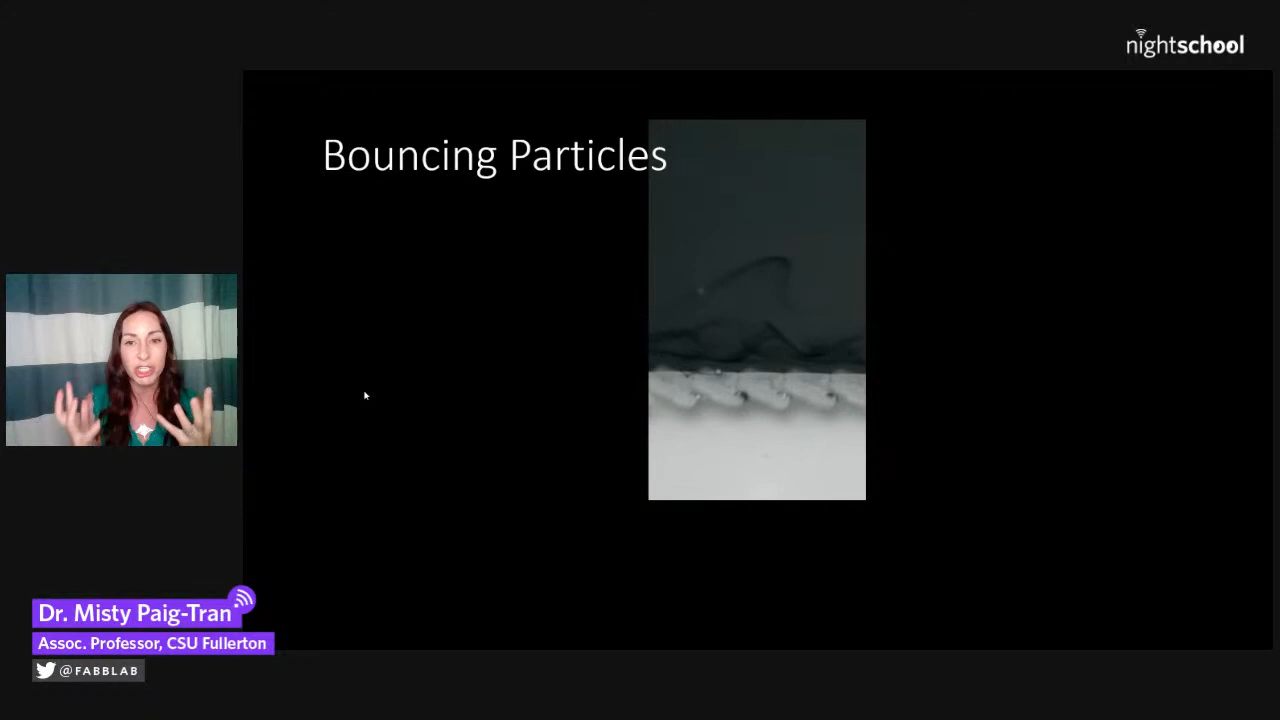 nightschool
Bouncing Particles
Dr. Misty Paig-Tran
Assoc. Professor, CSU Fullerton
@FABBLAB